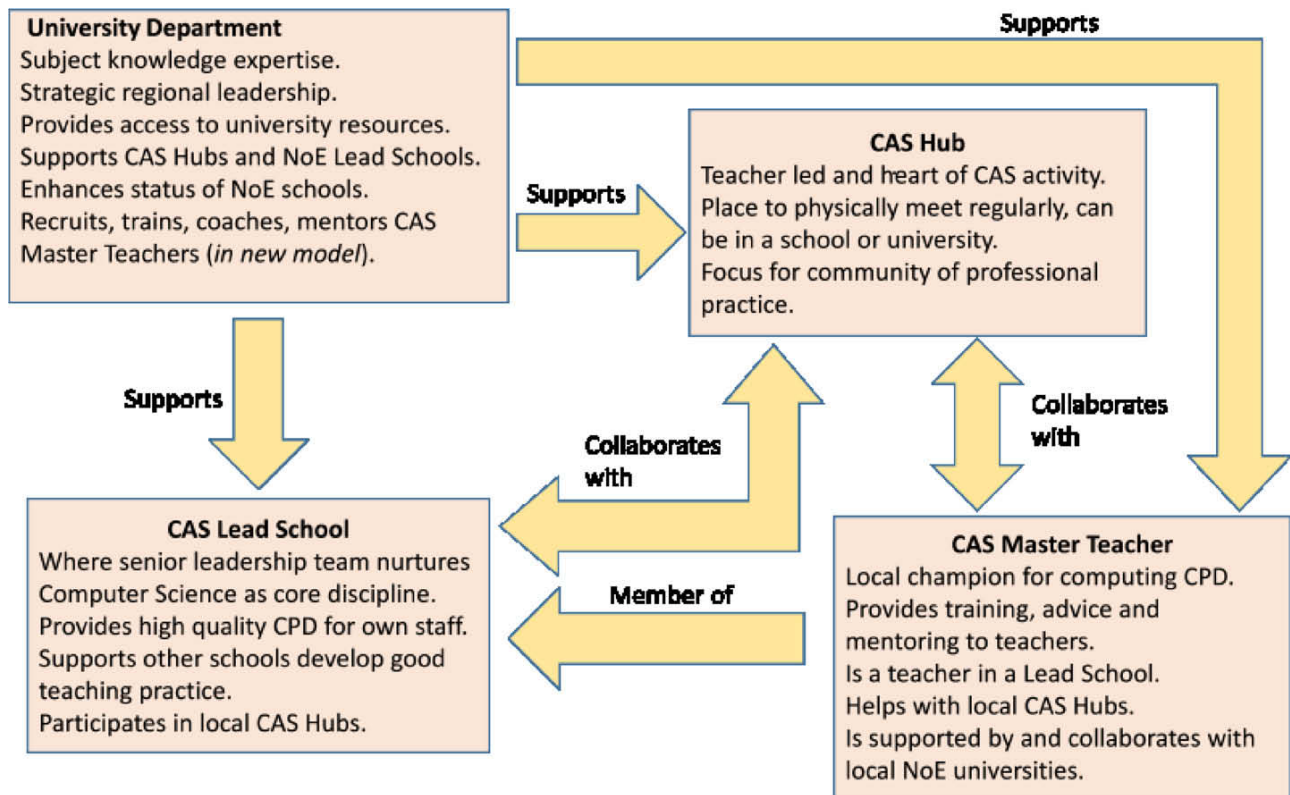 University Department
Subject knowledge expertise.
Strategic regional leadership.
Provides access to university resources.
Supports CAS Hubs and NoE Lead Schools.
Enhances status of NoE schools.
Recruits, trains, coaches, mentors CAS
Master Teachers (in new model).
Supports
Supports
CAS Hub
Teacher led and heart of CAS activity.
Place to physically meet regularly, can
be in a school or university.
Focus for community of professional
practice.
Supports
Collaborates
with
Collaborates
with
CAS Lead School
Where senior leadership team nurtures
Computer Science as core discipline.
Provides high quality CPD for own staff.
Supports other schools develop good
teaching practice.
Participates in local CAS Hubs.
Member of
CAS Master Teacher
Local champion for computing CPD.
Provides training, advice and
mentoring to teachers.
Is a teacher in a Lead School.
Helps with local CAS Hubs.
Is supported by and collaborates with
local NoE universities.